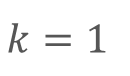 k = 1